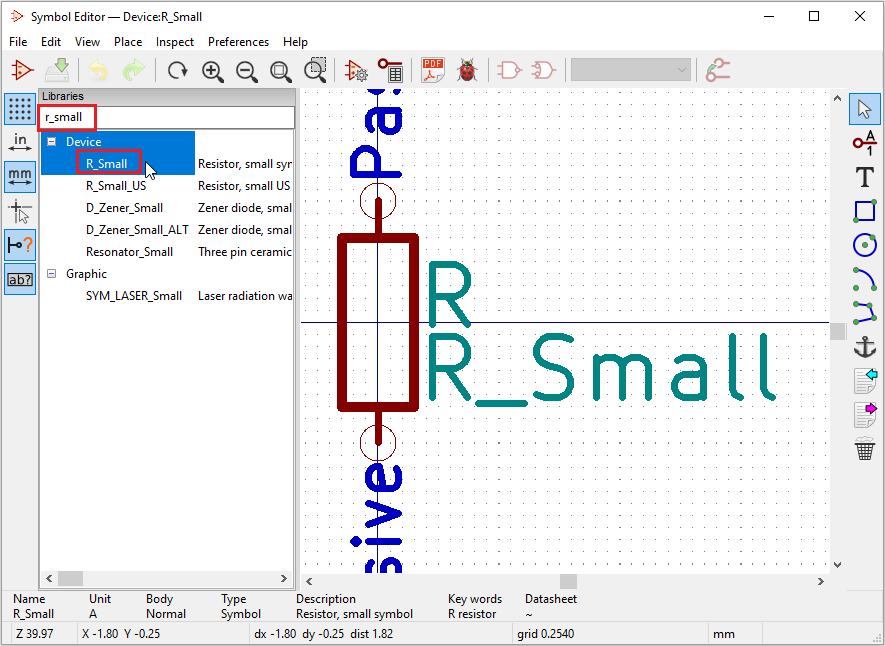 Symbol Editor — Device:R_Small
File Edit View Place Inspect Preferences Help
PDF
Libraries
r_small
Device
R_Small Resistor, small syn
R_Small_US Resistor, small US
D_Zener_Small Zener diode, smal
D_Zener_Small_ALT Zener diode, smal
Resonator_Small Three pin ceramic
Graphic
SYM_LASER_Small Laser radiation wa
in
mm
?
ab?
A
1
T
Pas
R
R_Small
sive
Name Unit Body Type Description Key words Datasheet
R_Small A Normal Symbol Resistor, small symbol R resistor ~
Z 39.97 X -1.80 Y -0.25 dx -1.80 dy -0.25 dist 1.82 grid 0.2540 mm